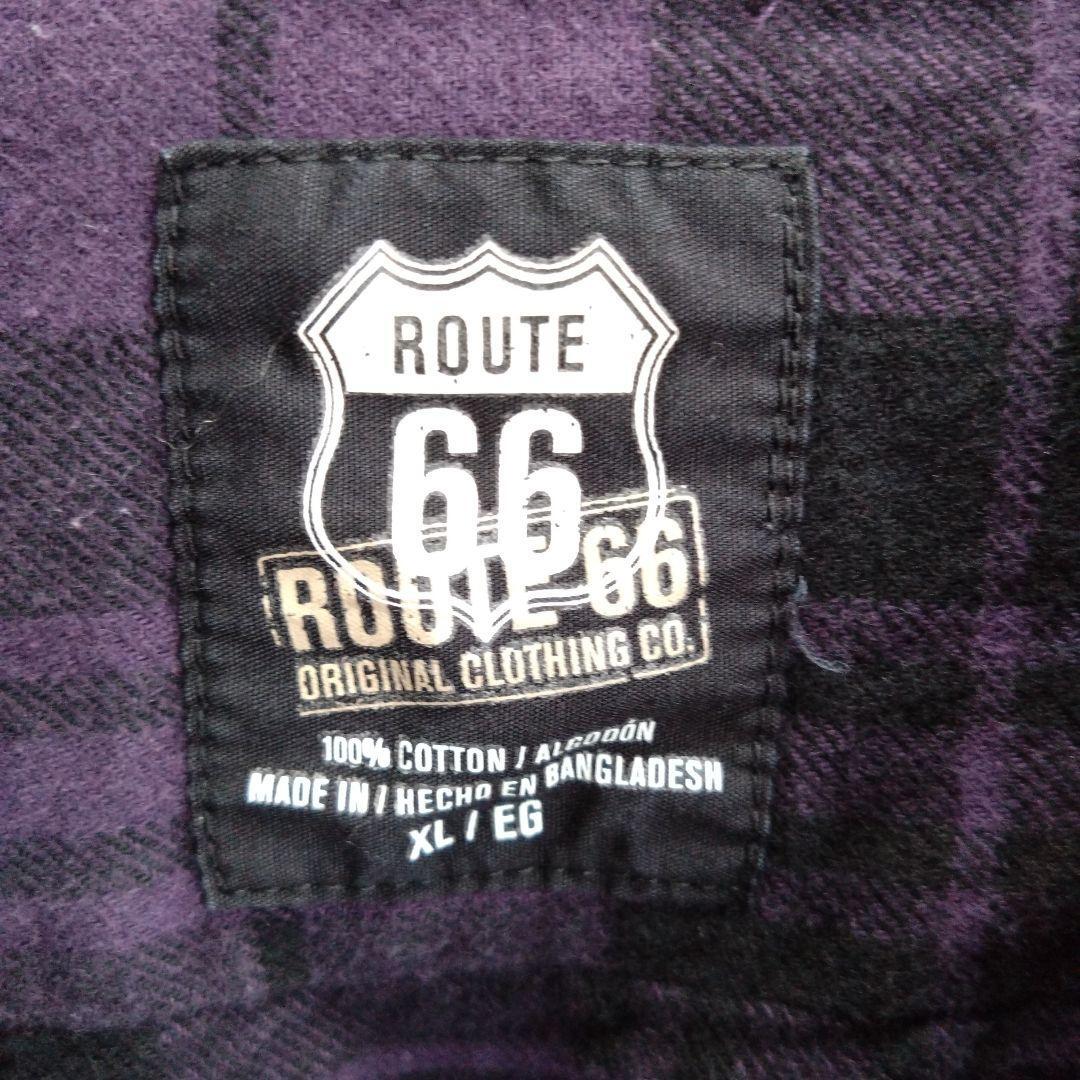 ROUTE
66
ROUTE 66
ORIGINAL CLOTHING CO.
100% COTTON / ALGODÓN
MADE IN / HECHO EN BANGLADESH
XL / EG